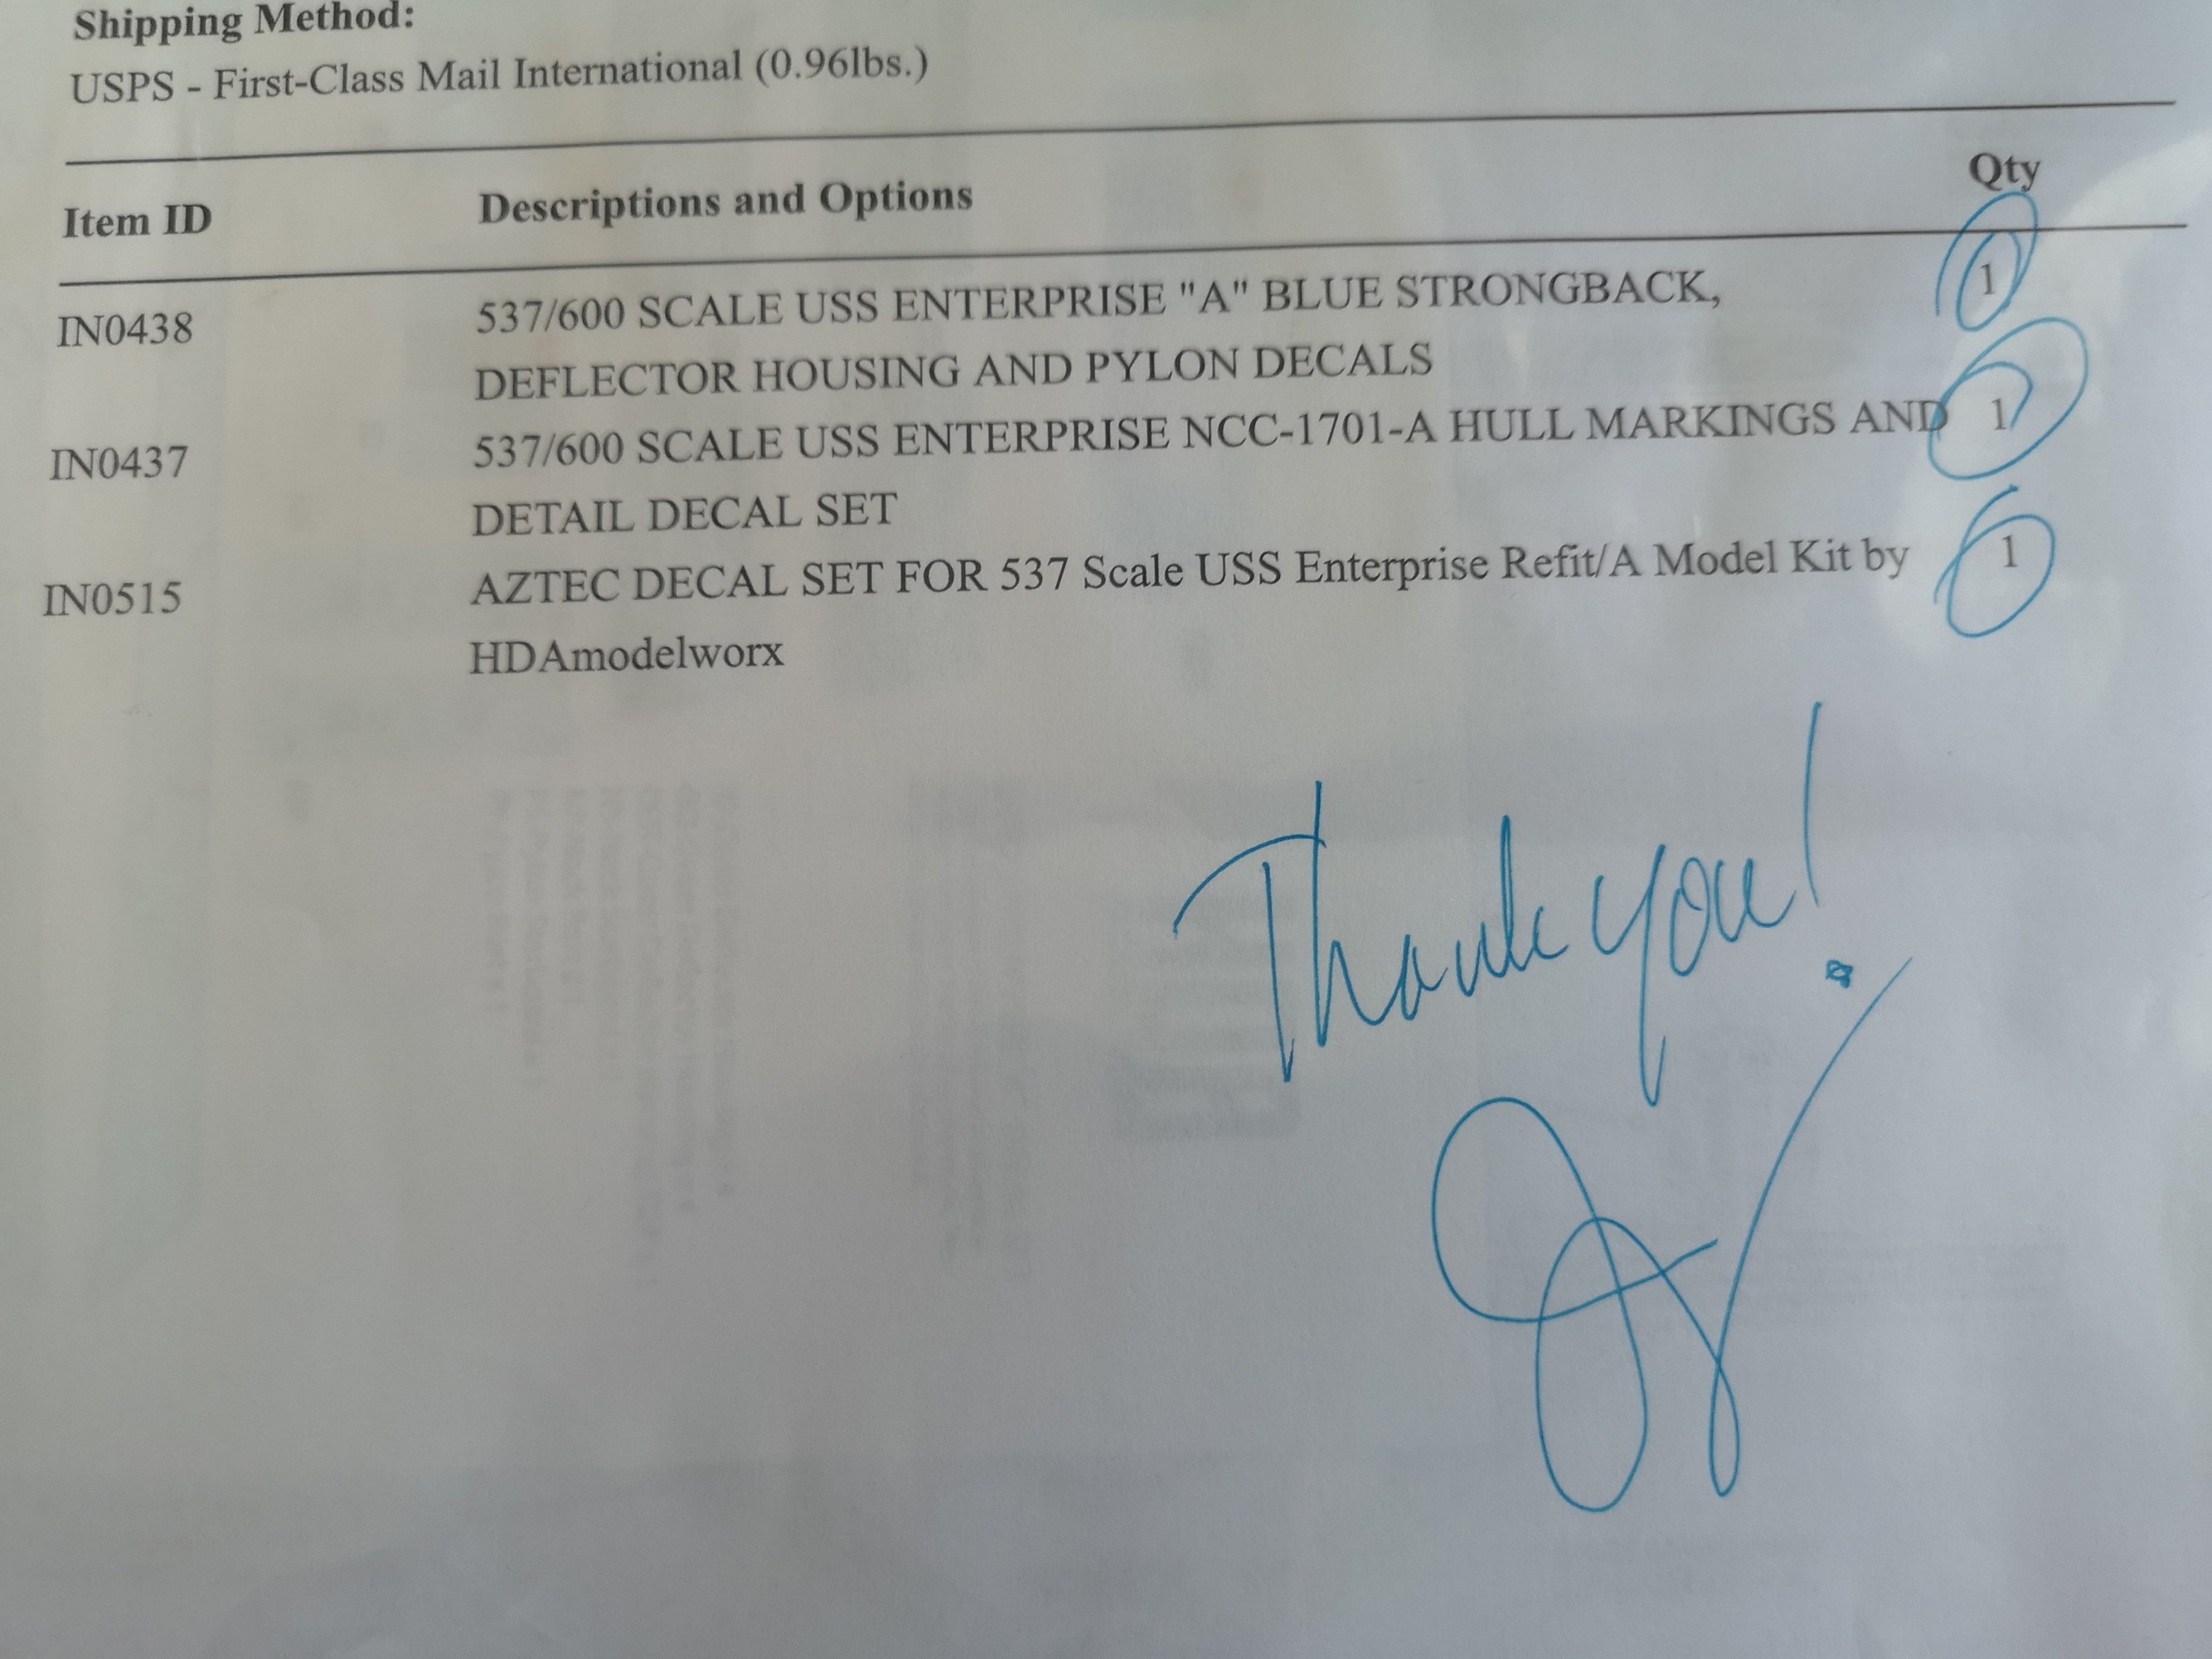 Shipping Method:
USPS - First-Class Mail International (0.96lbs.)
Item ID Descriptions and Options Qty
IN0438 537/600 SCALE USS ENTERPRISE "A" BLUE STRONGBACK, 1
DEFLECTOR HOUSING AND PYLON DECALS
IN0437 537/600 SCALE USS ENTERPRISE NCC-1701-A HULL MARKINGS AND 1
DETAIL DECAL SET
IN0515 AZTEC DECAL SET FOR 537 Scale USS Enterprise Refit/A Model Kit by 1
HDAmodelworx
Thank you!